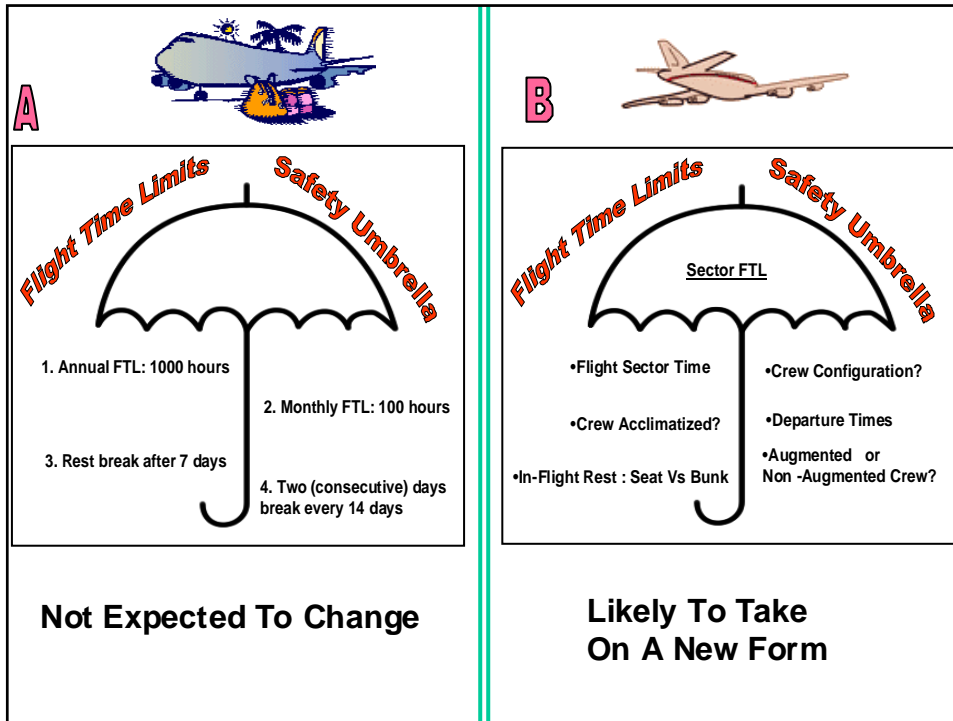 A
Flight Time Limits
Safety Umbrella
1. Annual FTL: 1000 hours
2. Monthly FTL: 100 hours
3. Rest break after 7 days
4. Two (consecutive) days
break every 14 days
Not Expected To Change
B
Flight Time Limits
Safety Umbrella
Sector FTL
•Flight Sector Time
•Crew Configuration?
•Crew Acclimatized?
•Departure Times
•In-Flight Rest : Seat Vs Bunk
•Augmented or
Non -Augmented Crew?
Likely To Take
On A New Form